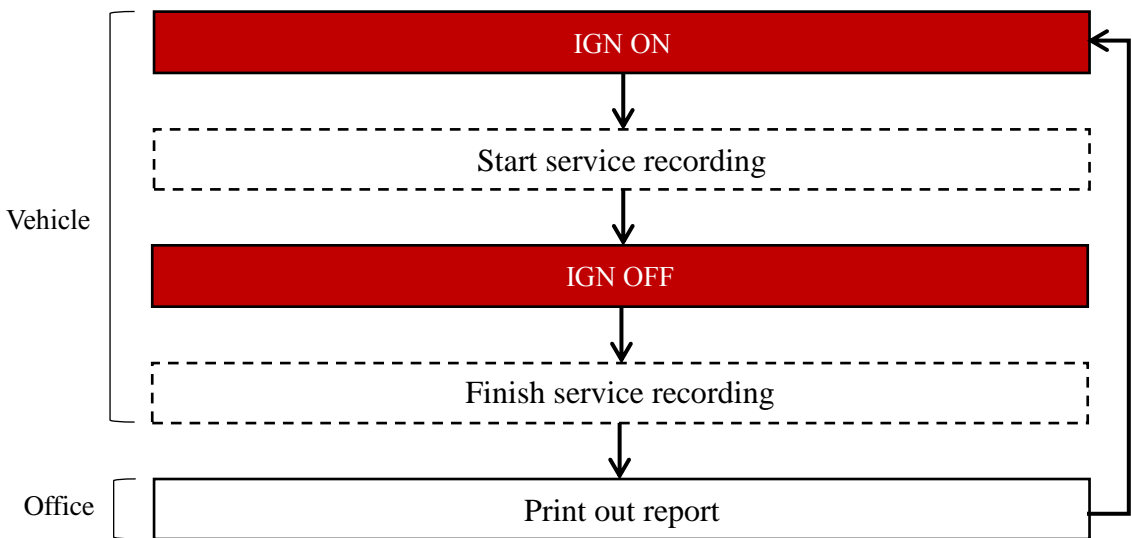 IGN ON
Start service recording
Vehicle
IGN OFF
Finish service recording
Office
Print out report